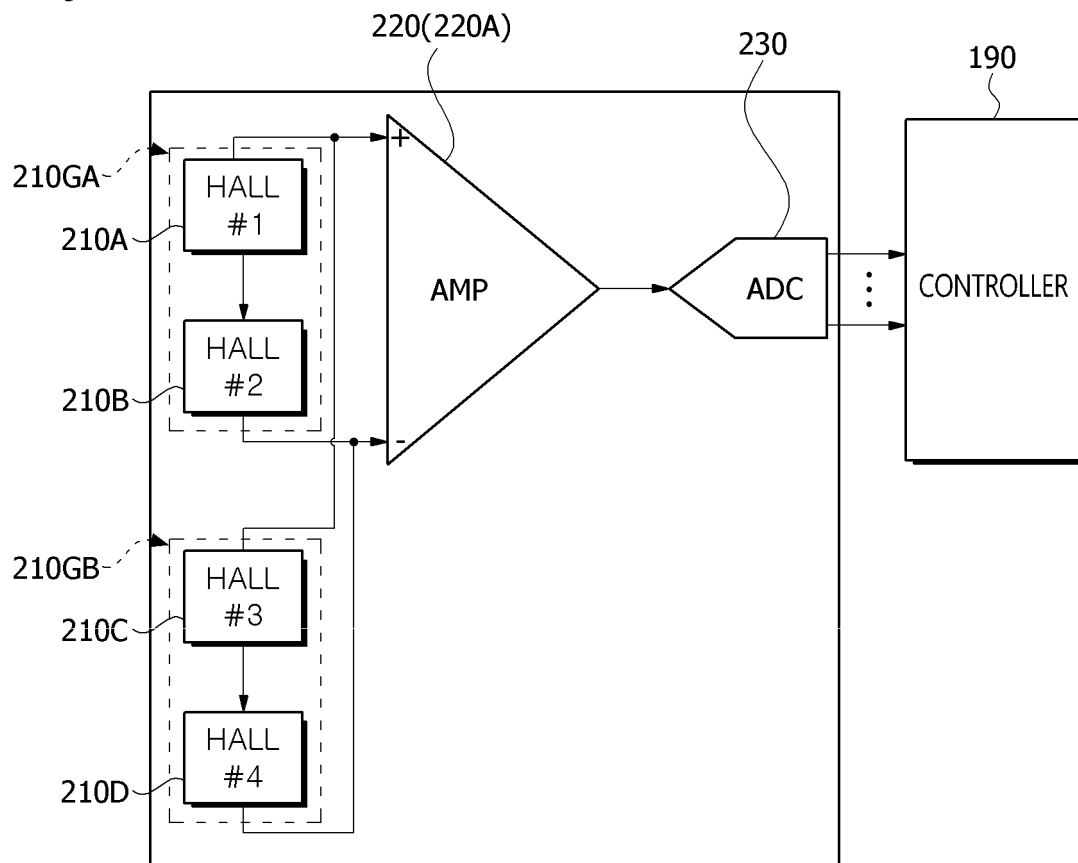 220(220A)
230
190
210GA
HALL
#1
210A
+
AMP
ADC
CONTROLLER
HALL
#2
210B
-
210GB
HALL
#3
210C
HALL
#4
210D